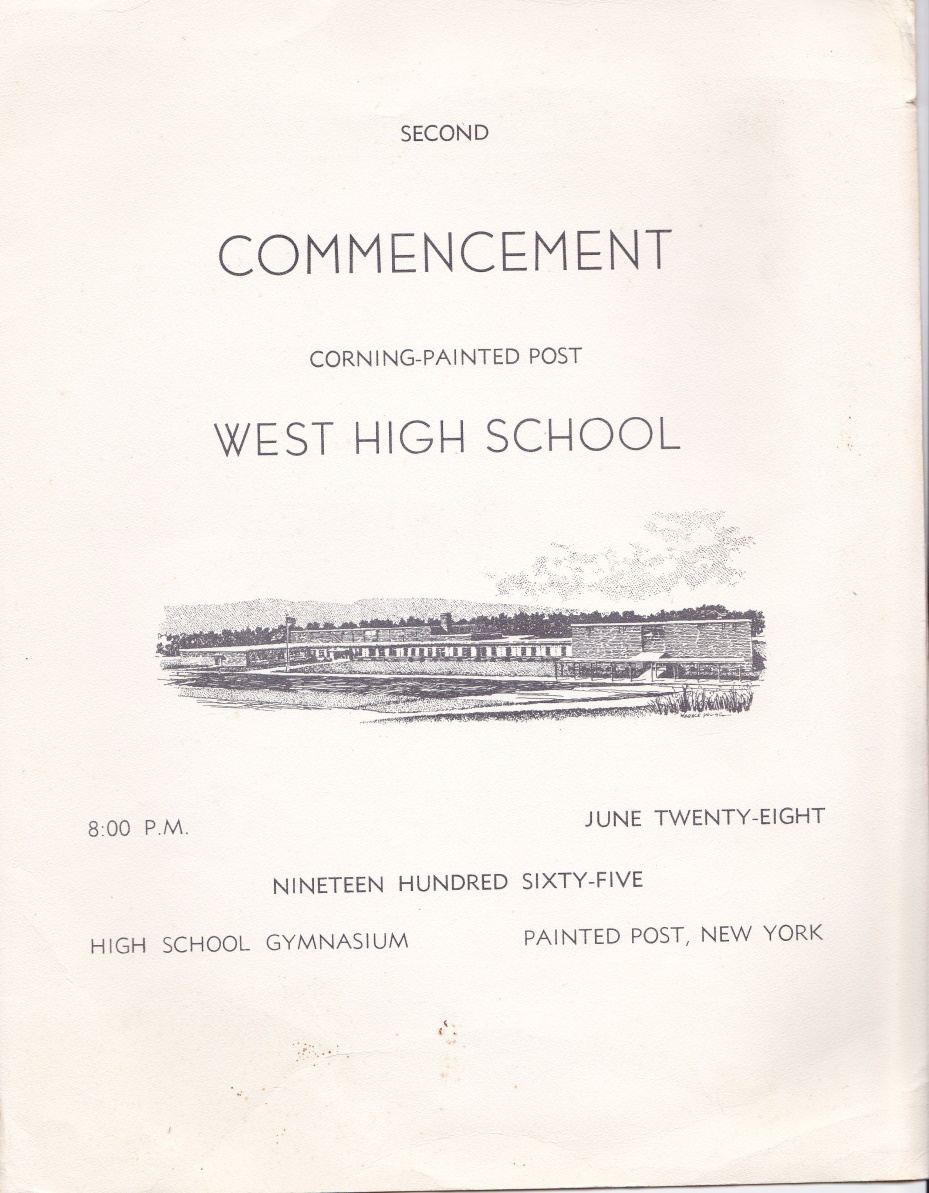 SECOND
COMMENCEMENT
CORNING-PAINTED POST
WEST HIGH SCHOOL
8:00 P.M.
JUNE TWENTY-EIGHT
NINETEEN HUNDRED SIXTY-FIVE
HIGH SCHOOL GYMNASIUM
PAINTED POST, NEW YORK